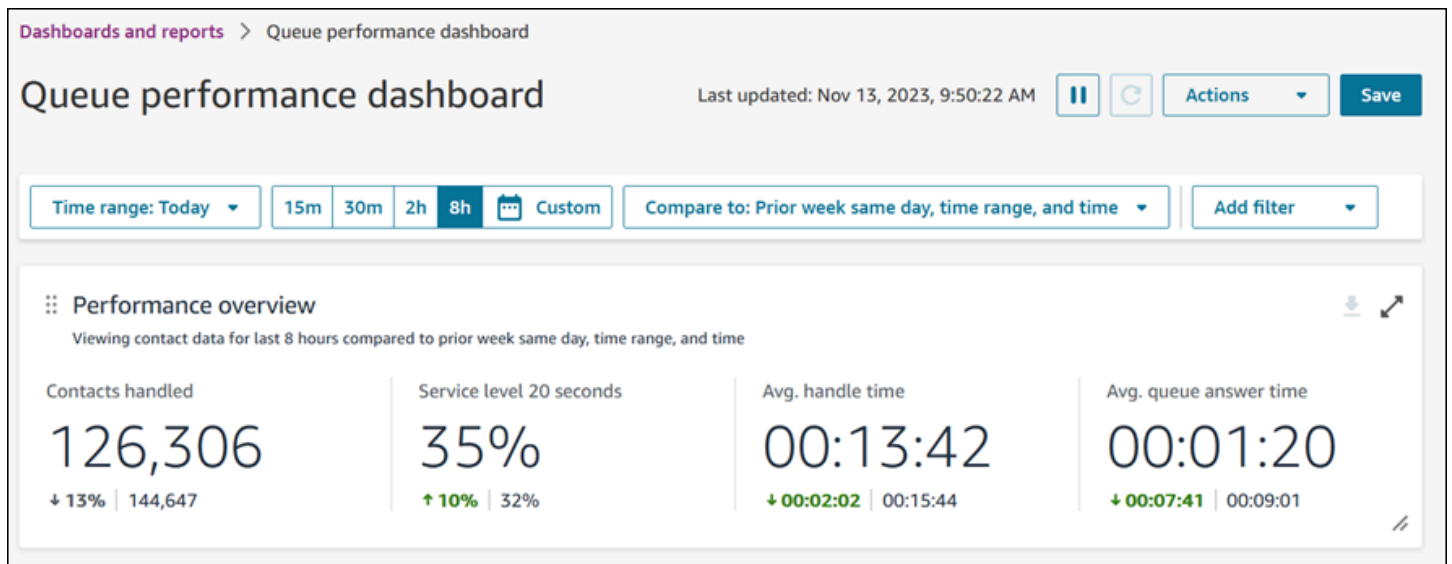 Dashboards and reports > Queue performance dashboard
Queue performance dashboard
Last updated: Nov 13, 2023, 9:50:22 AM
Actions
Save
Time range: Today
15m
30m
2h
8h
Custom
Compare to: Prior week same day, time range, and time
Add filter
Performance overview
Viewing contact data for last 8 hours compared to prior week same day, time range, and time
Contacts handled
126,306
↓ 13% | 144,647
Service level 20 seconds
35%
↑ 10% | 32%
Avg. handle time
00:13:42
↓ 00:02:02 | 00:15:44
Avg. queue answer time
00:01:20
↓ 00:07:41 | 00:09:01